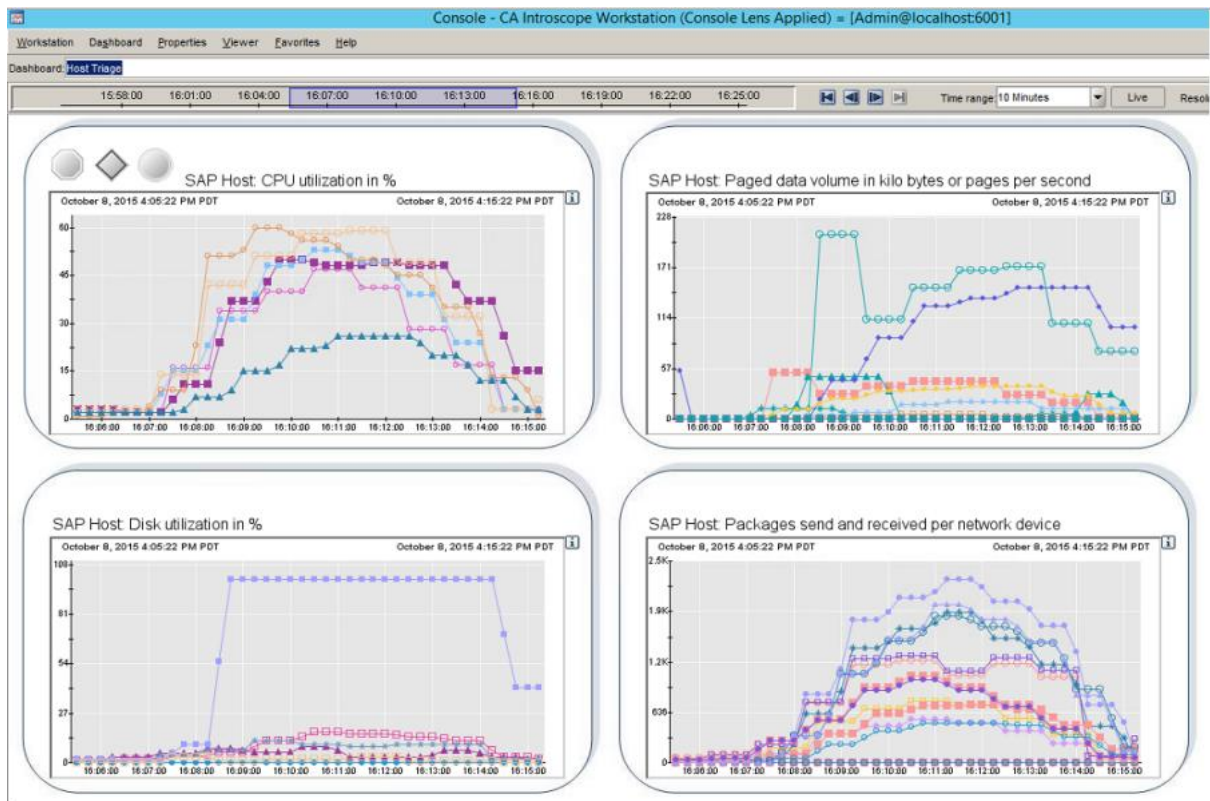 Console - CA Introscope Workstation (Console Lens Applied) = [Admin@localhost:6001]
Workstation Dashboard Properties Viewer Favorites Help
Dashboard: Host Triage
15:58:00 16:01:00 16:04:00 16:07:00 16:10:00 16:13:00 16:16:00 16:19:00 16:22:00 16:25:00 Time range: 10 Minutes Live Resol
SAP Host: CPU utilization in %
October 8, 2015 4:05:22 PM PDT October 8, 2015 4:15:22 PM PDT
60
45
30
15
0
16:06:00 16:07:00 16:08:00 16:09:00 16:10:00 16:11:00 16:12:00 16:13:00 16:14:00 16:15:00
SAP Host: Paged data volume in kilo bytes or pages per second
October 8, 2015 4:05:22 PM PDT October 8, 2015 4:15:22 PM PDT
228
171
114
57
0
16:06:00 16:07:00 16:08:00 16:09:00 16:10:00 16:11:00 16:12:00 16:13:00 16:14:00 16:15:00
SAP Host: Disk utilization in %
October 8, 2015 4:05:22 PM PDT October 8, 2015 4:15:22 PM PDT
108
81
54
27
0
16:06:00 16:07:00 16:08:00 16:09:00 16:10:00 16:11:00 16:12:00 16:13:00 16:14:00 16:15:00
SAP Host: Packages send and received per network device
October 8, 2015 4:05:22 PM PDT October 8, 2015 4:15:22 PM PDT
2.5K
1.9K
1.2K
636
0
16:06:00 16:07:00 16:08:00 16:09:00 16:10:00 16:11:00 16:12:00 16:13:00 16:14:00 16:15:00